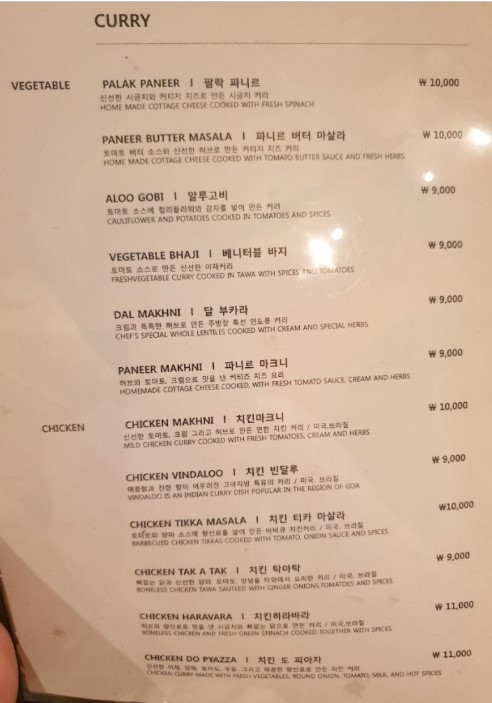 CURRY
VEGETABLE
PALAK PANEER I 팔락 파니르 ₩ 10,000
신선한 시금치와 커티지 치즈로 만든 시금치 커리
HOME MADE COTTAGE CHEESE COOKED WITH FRESH SPINACH
PANEER BUTTER MASALA I 파니르 버터 마살라 ₩ 10,000
토마토 버터 소스와 신선한 허브로 만든 커티지 치즈 커리
HOME MADE COTTAGE CHEESE COOKED WITH TOMATO BUTTER SAUCE AND FRESH HERBS
ALOO GOBI I 알루고비 ₩ 9,000
토마토 소스에 컬리플라워와 감자를 넣어 만든 커리
CAULIFLOWER AND POTATOES COOKED IN TOMATOES AND SPICES
VEGETABLE BHAJI I 베니터블 바지 ₩ 9,000
토마토 소스로 만든 신선한 야채커리
FRESHVEGETABLE CURRY COOKED IN TAWA WITH SPICES AND TOMATOES
DAL MAKHNI I 달 부카라 ₩ 9,000
크림과 독특한 허브로 만든 주방장 특선 렌도콩 커리
CHEF'S SPECIAL WHOLE LENTILES COOKED WITH CREAM AND SPECIAL HERBS
PANEER MAKHNI I 파니르 마크니 ₩ 9,000
허브와 토마토, 크림으로 맛을 낸 커티즈 치즈 요리
HOMEMADE COTTAGE CHEESE COOKED, WITH FRESH TOMATO SAUCE, CREAM AND HERBS
CHICKEN
CHICKEN MAKHNI I 치킨마크니 ₩ 10,000
신선한 토마토, 크림 그리고 허브로 만든 연한 치킨 커리 / 미국,브라질
MILD CHICKEN CURRY COOKED WITH FRESH TOMATOES, CREAM AND HERBS
CHICKEN VINDALOO I 치킨 빈달루 ₩ 9,000
매콤함과 진한 향이 어우러진 고아지방 특유의 커리 / 미국, 브라질
VINDALOO IS AN INDIAN CURRY DISH POPULAR IN THE REGION OF GOA
CHICKEN TIKKA MASALA I 치킨 티카 마살라 ₩10,000
토마토와 양파 소스에 향신료를 넣어 만든 바비큐 치킨커리 / 미국, 브라질
BARBECUED CHICKEN TIKKAS COOKED WITH TOMATO, ONION SAUCE AND SPICES
CHICKEN TAK A TAK I 치킨 탁아탁 ₩ 9,000
뼈없는 닭과 신선한 양파, 토마토, 양념을 타와에서 요리한 커리 / 미국, 브라질
BONELESS CHICKEN TAWA SAUTEED WITH GINGER ONIONS,TOMATOES AND SPICES
CHICKEN HARAVARA I 치킨하라바라 ₩ 11,000
허브와 향신료로 맛을 낸 시금치와 뼈없는 닭으로 만든 커리 / 미국,브라질
BONELESS CHICKEN AND FRESH GREEN SPINACH COOKED TOGETHER WITH SPICES
CHICKEN DO PYAZZA I 치킨 도 피아자 ₩ 11,000
신선한 야채, 양파, 토마토, 우유, 그리고 매콤한 향신료로 만든 치킨 커리
CHICKEN CURRY MADE WITH FRESH VEGETABLES, ROUND ONION, TOMATO, MILK, AND HOT SPICES